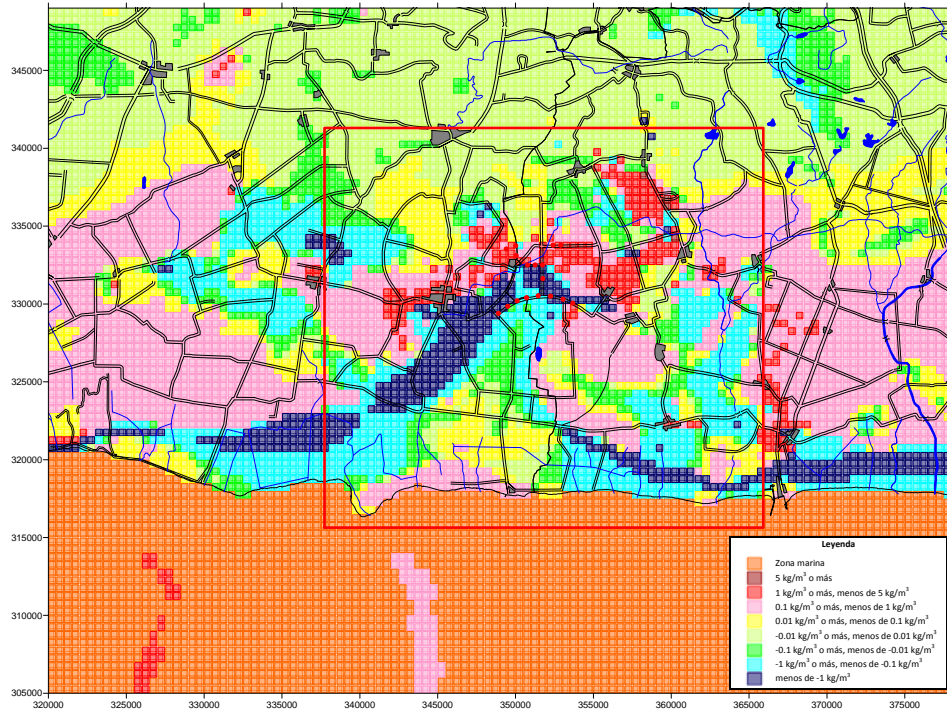 345000
340000
335000
330000
325000
320000
315000
310000
305000
320000 325000 330000 335000 340000 345000 350000 355000 360000 365000 370000 375000
Leyenda
Zona marina
5 kg/m³ o más
1 kg/m³ o más, menos de 5 kg/m³
0.1 kg/m³ o más, menos de 1 kg/m³
0.01 kg/m³ o más, menos de 0.1 kg/m³
-0.01 kg/m³ o más, menos de 0.01 kg/m³
-0.1 kg/m³ o más, menos de -0.01 kg/m³
-1 kg/m³ o más, menos de -0.1 kg/m³
menos de -1 kg/m³